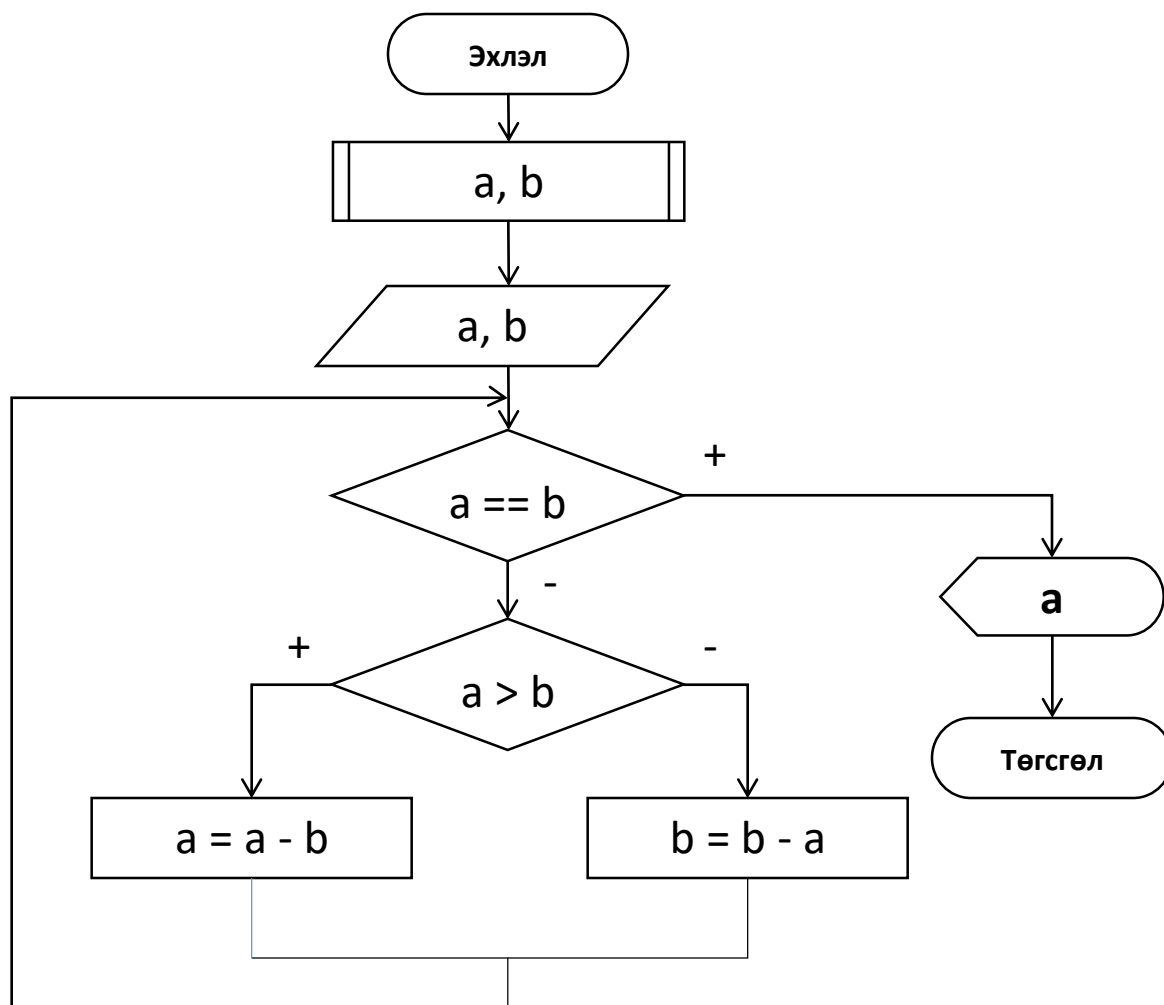 Эхлэл
a, b
a, b
a == b
+
-
a
a > b
+
-
Төгсгөл
a = a - b
b = b - a